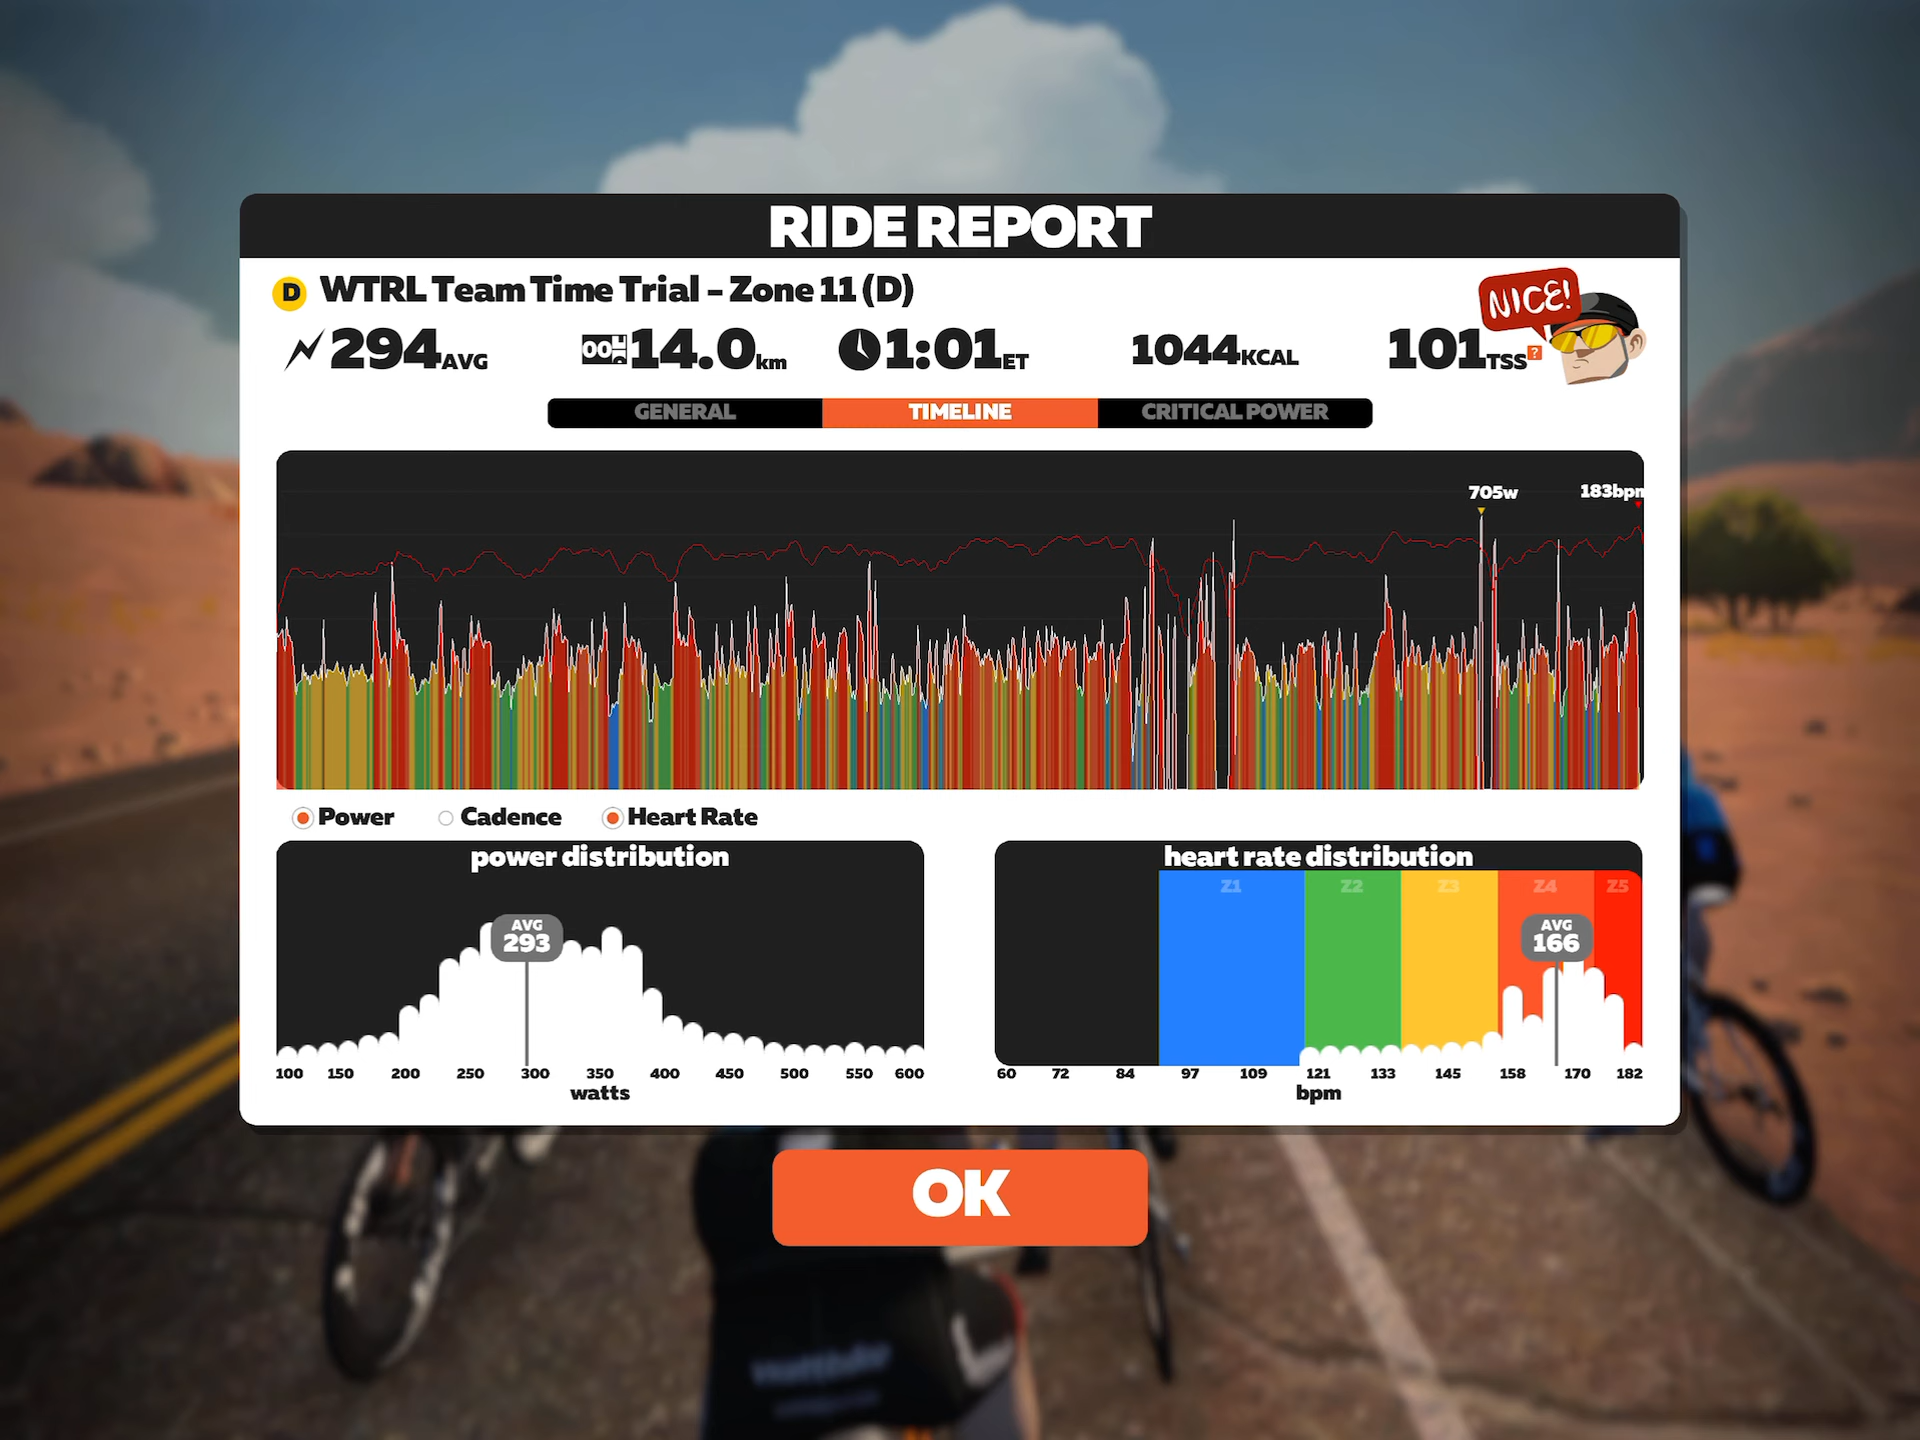 RIDE REPORT
D WTRL Team Time Trial - Zone 11 (D)
NICE!
294AVG 14.0km 1:01ET 1044KCAL 101TSS?
GENERAL TIMELINE CRITICAL POWER
705w 183bpm
Power Cadence Heart Rate
power distribution
AVG
293
100 150 200 250 300 350 400 450 500 550 600
watts
heart rate distribution
Z1 Z2 Z3 Z4 Z5
AVG
166
60 72 84 97 109 121 133 145 158 170 182
bpm
OK
wattbike